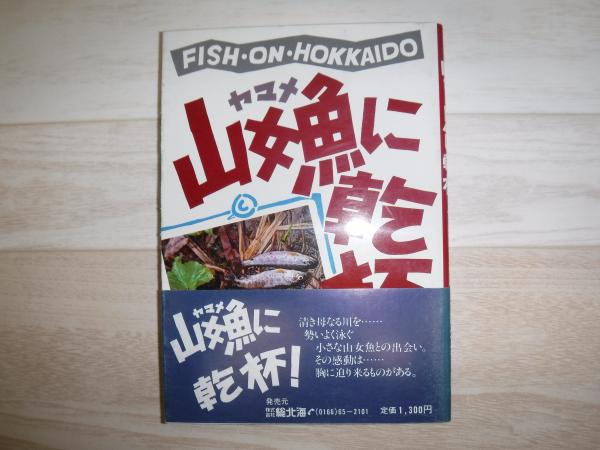 FISH・ON・HOKKAIDO
ヤマメ
山女魚に
乾杯
ヤマメ
山女魚に
乾杯!
清き母なる川を……
勢いよく泳ぐ
小さな山女魚との出会い。
その感動は……
胸に迫り来るものがある。
発売元
株式会社 総北海 (0166)65-2101
定価1,300円